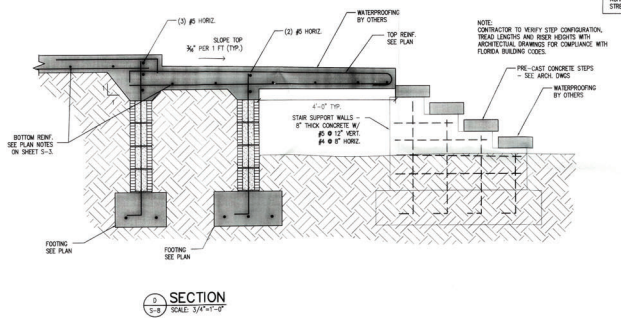 (3) #5 HORIZ.
SLOPE TOP
3/16" PER 1 FT (TYP.)
(2) #5 HORIZ.
WATERPROOFING
BY OTHERS
TOP REINF.
SEE PLAN
NOTE:
CONTRACTOR TO VERIFY STEP CONFIGURATION,
TREAD LENGTHS AND RISER HEIGHTS WITH
ARCHITECTURAL DRAWINGS FOR COMPLIANCE WITH
FLORIDA BUILDING CODES.
PRE-CAST CONCRETE STEPS
- SEE ARCH. DWGS
WATERPROOFING
BY OTHERS
4'-0" TYP.
STAIR SUPPORT WALLS -
8" THICK CONCRETE W/
#5 @ 12" VERT.
#4 @ 8" HORIZ.
BOTTOM REINF.
SEE PLAN NOTES
ON SHEET S-3.
FOOTING
SEE PLAN
FOOTING
SEE PLAN
D
S-8
SECTION
SCALE: 3/4"=1'-0"